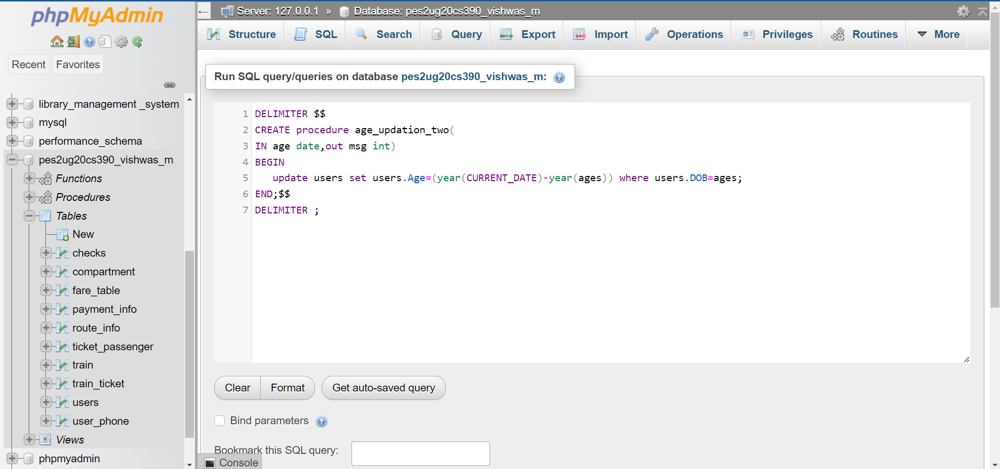 phpMyAdmin
Recent Favorites
library_management _system
mysql
performance_schema
pes2ug20cs390_vishwas_m
Functions
Procedures
Tables
New
checks
compartment
fare_table
payment_info
route_info
ticket_passenger
train
train_ticket
users
user_phone
Views
phpmyadmin
Server: 127.0.0.1 » Database: pes2ug20cs390_vishwas_m
Structure SQL Search Query Export Import Operations Privileges Routines More
Run SQL query/queries on database pes2ug20cs390_vishwas_m:
1 DELIMITER $$
2 CREATE procedure age_updation_two(
3 IN age date,out msg int)
4 BEGIN
5 update users set users.Age=(year(CURRENT_DATE)-year(ages)) where users.DOB=ages;
6 END;$$
7 DELIMITER ;
Clear Format Get auto-saved query
Bind parameters
Bookmark this SQL query:
Console